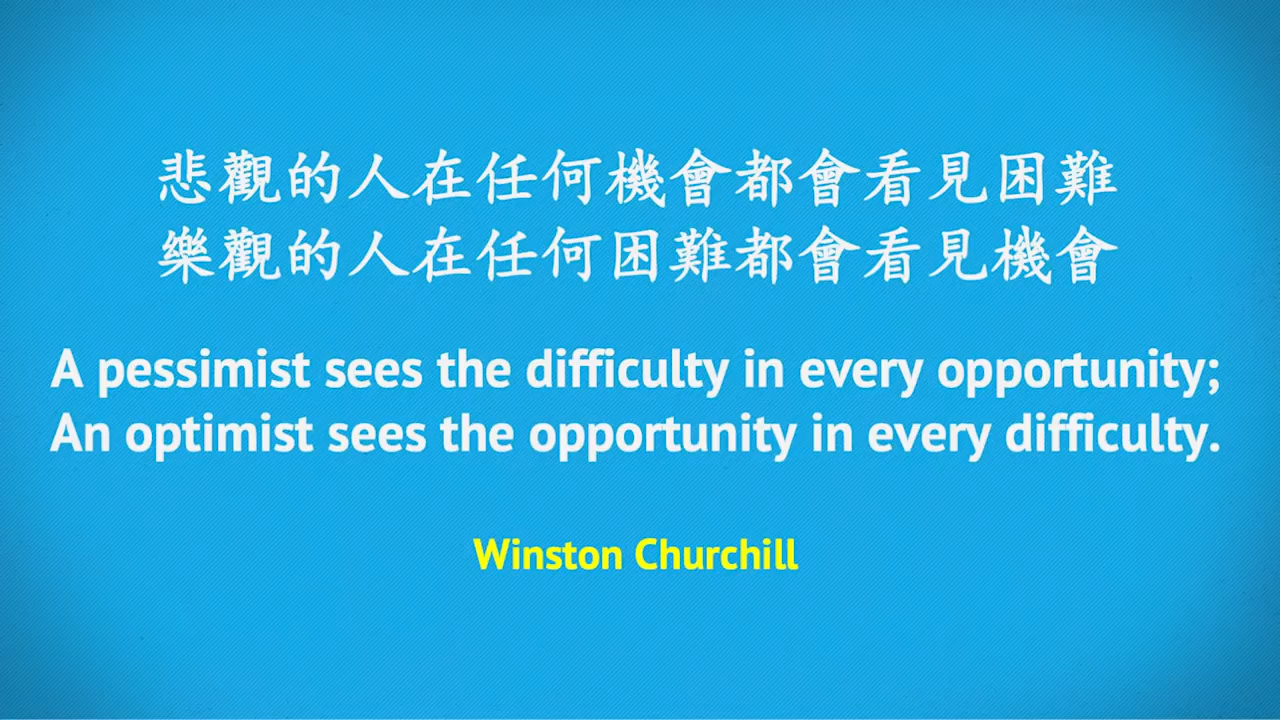 悲觀的人在任何機會都會看見困難
樂觀的人在任何困難都會看見機會
A pessimist sees the difficulty in every opportunity;
An optimist sees the opportunity in every difficulty.
Winston Churchill